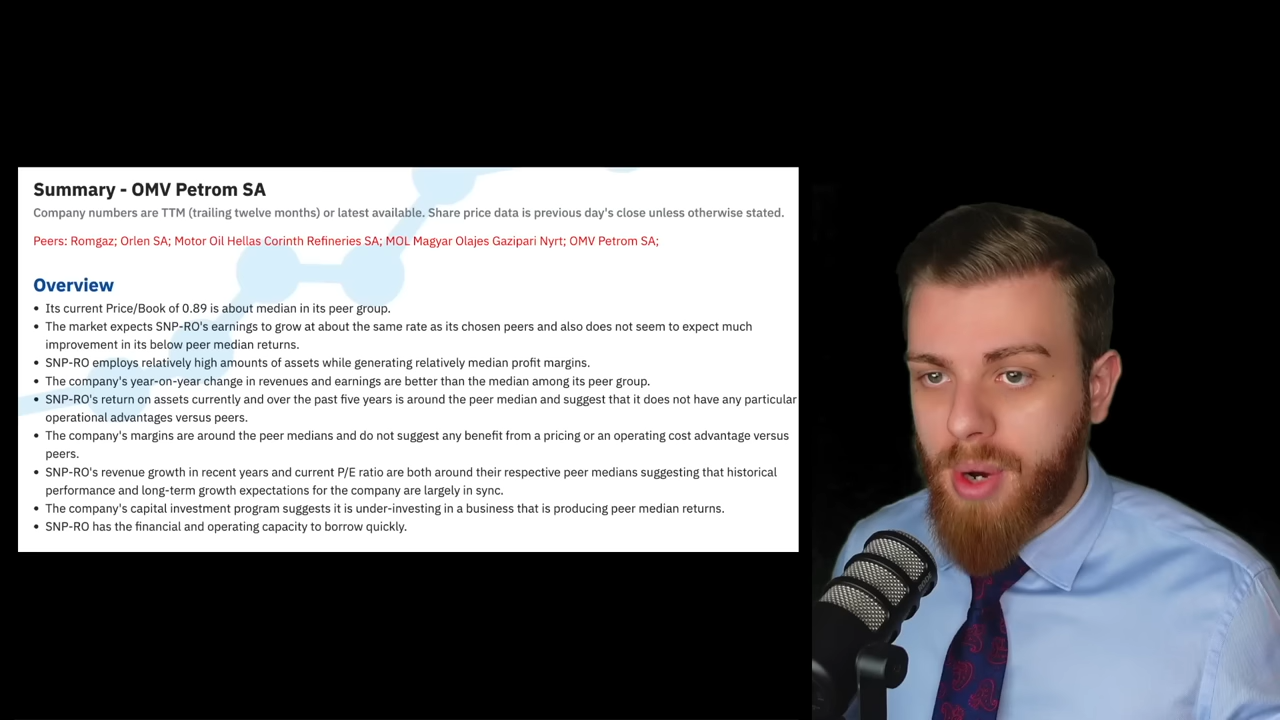 Summary - OMV Petrom SA
Company numbers are TTM (trailing twelve months) or latest available. Share price data is previous day's close unless otherwise stated.
Peers: Romgaz; Orlen SA; Motor Oil Hellas Corinth Refineries SA; MOL Magyar Olajes Gazipari Nyrt; OMV Petrom SA;
Overview
• Its current Price/Book of 0.89 is about median in its peer group.
• The market expects SNP-RO's earnings to grow at about the same rate as its chosen peers and also does not seem to expect much
improvement in its below peer median returns.
• SNP-RO employs relatively high amounts of assets while generating relatively median profit margins.
• The company's year-on-year change in revenues and earnings are better than the median among its peer group.
• SNP-RO's return on assets currently and over the past five years is around the peer median and suggest that it does not have any particular
operational advantages versus peers.
• The company's margins are around the peer medians and do not suggest any benefit from a pricing or an operating cost advantage versus
peers.
• SNP-RO's revenue growth in recent years and current P/E ratio are both around their respective peer medians suggesting that historical
performance and long-term growth expectations for the company are largely in sync.
• The company's capital investment program suggests it is under-investing in a business that is producing peer median returns.
• SNP-RO has the financial and operating capacity to borrow quickly.